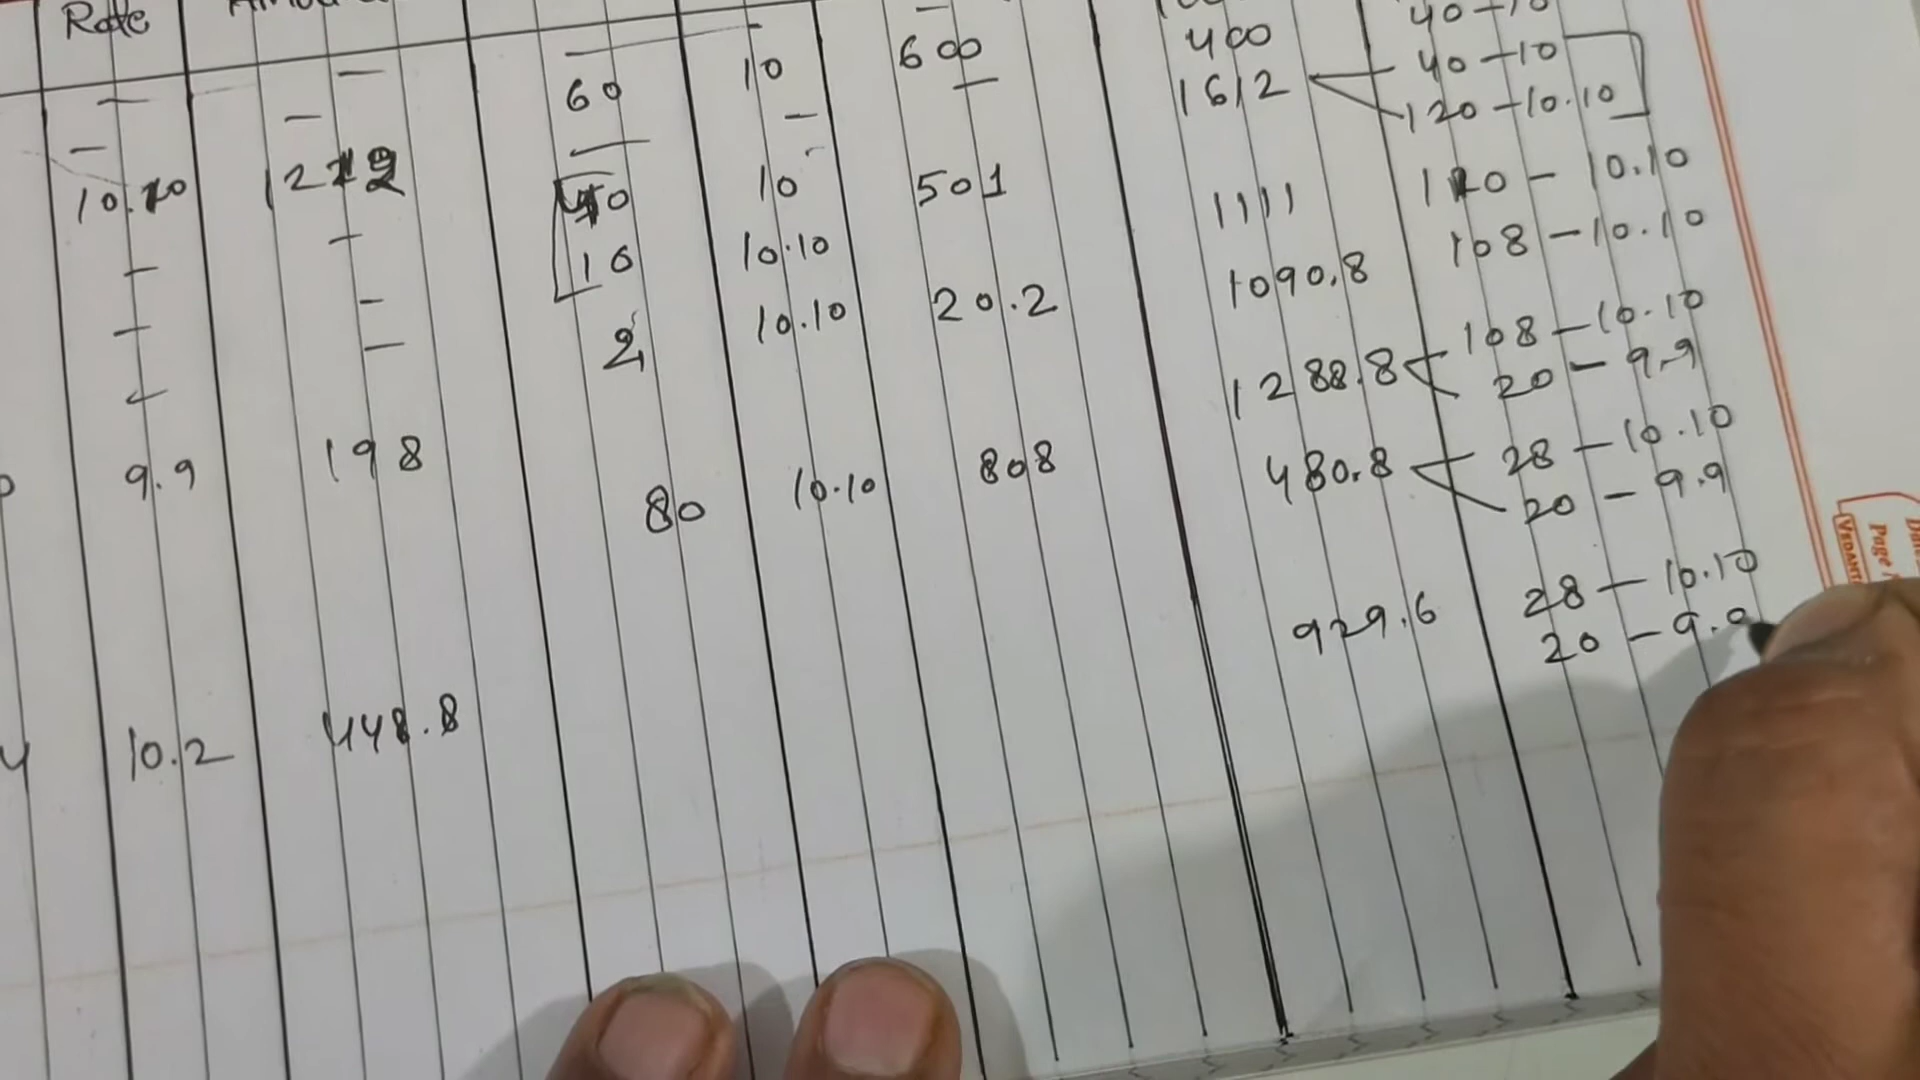 Rate
40 - 10
60 10 600 400 40 - 10
1612 120 - 10.10
10.10 1212 40 10 501 1111 110 - 10.10
10 10.10 1090.8 108 - 10.10
2 10.10 20.2 1288.8 108 - 10.10
20 - 9.9
9.9 198 80 10.10 808 480.8 28 - 10.10
20 - 9.9
929.6 28 - 10.10
20 - 9.9
10.2 448.8
Page